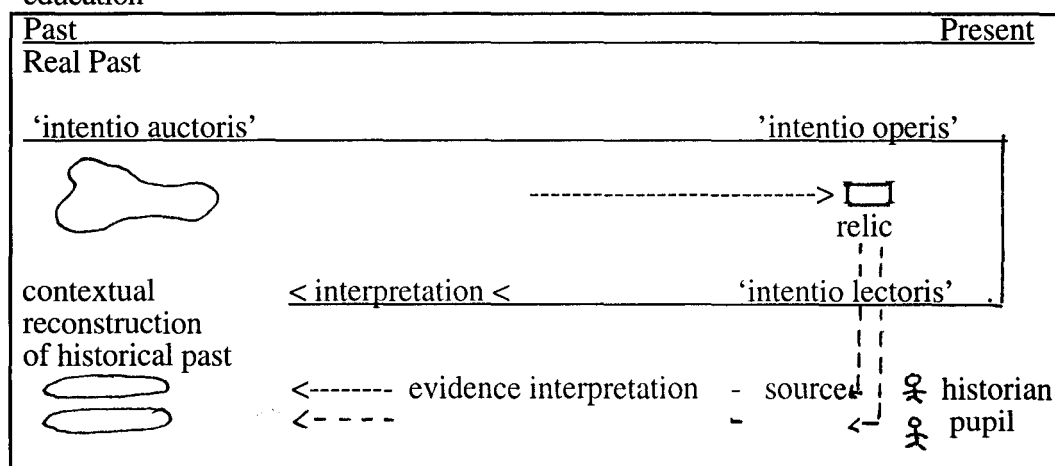 education
Past Present
Real Past
‘intentio auctoris’ ’intentio operis’
relic
contextual < interpretation < ‘intentio lectoris’
reconstruction
of historical past
<-------- evidence interpretation - source historian
<- - - - - <- pupil